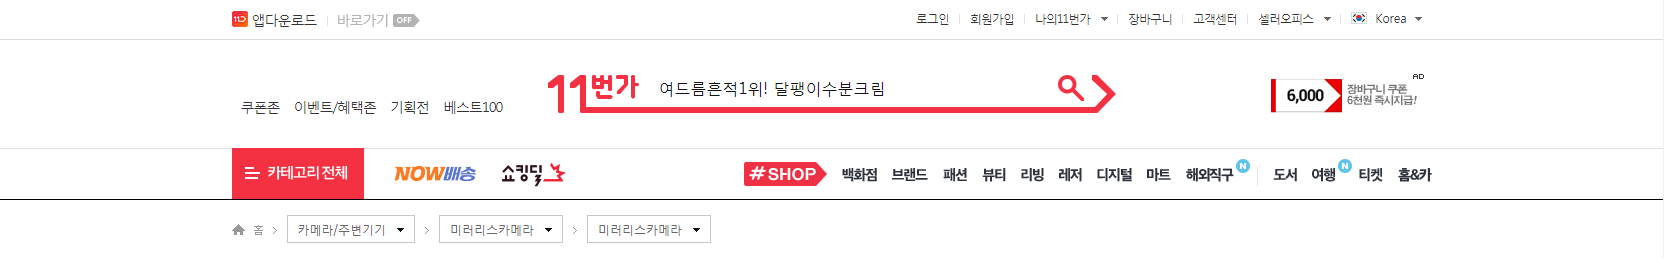 11 앱다운로드 바로가기 OFF 로그인 회원가입 나의11번가 장바구니 고객센터 셀러오피스 Korea
AD
11번가 여드름흔적1위! 달팽이수분크림
6,000 장바구니 쿠폰
6천원 즉시지급!
쿠폰존 이벤트/혜택존 기획전 베스트100
카테고리 전체 NOW배송 쇼킹딜 #SHOP 백화점 브랜드 패션 뷰티 리빙 레저 디지털 마트 해외직구 N 도서 여행 N 티켓 홈&카
홈 카메라/주변기기 미러리스카메라 미러리스카메라